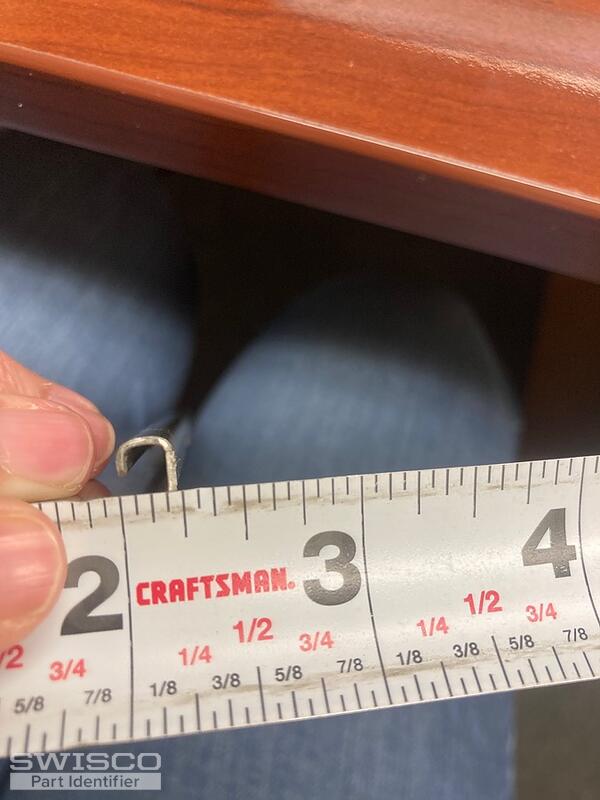 2 CRAFTSMAN. 3 4
1/2 3/4 1/4 1/2 3/4 1/4 1/2 3/4
5/8 7/8 1/8 3/8 5/8 7/8 1/8 3/8 5/8 7/8
SWISCO
Part Identifier